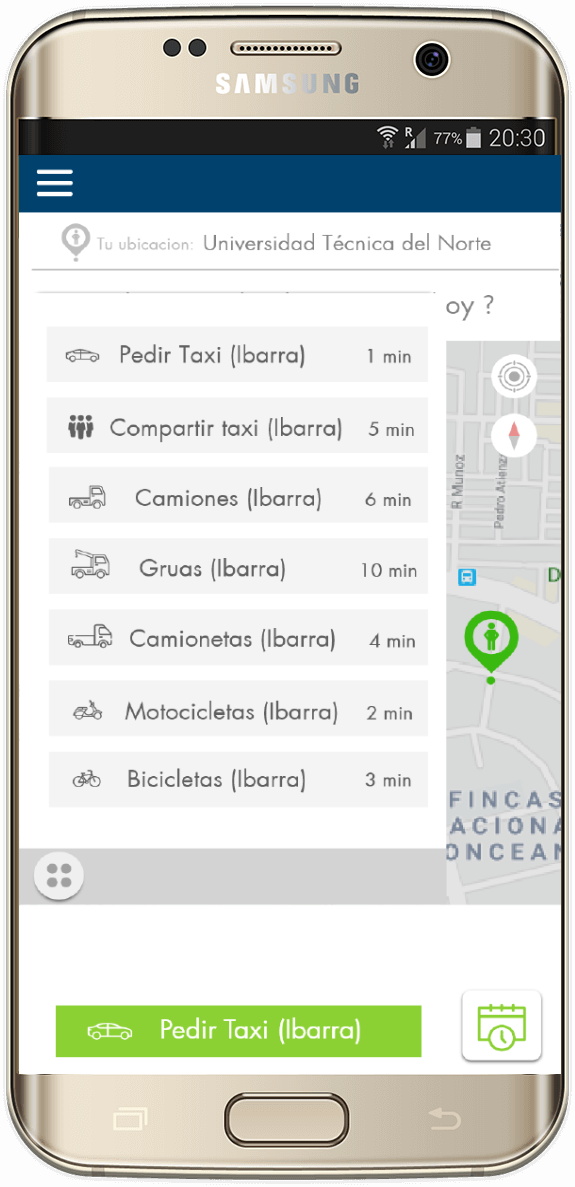 SAMSUNG
R 77% 20:30
Tu ubicacion: Universidad Técnica del Norte
oy ?
Pedir Taxi (Ibarra) 1 min
Compartir taxi (Ibarra) 5 min
Camiones (Ibarra) 6 min
Gruas (Ibarra) 10 min
Camionetas (Ibarra) 4 min
Motocicletas (Ibarra) 2 min
Bicicletas (Ibarra) 3 min
R Munoz
Pedro Atienza
D
FINCAS
ACIONA
ONCEAN
Pedir Taxi (Ibarra)